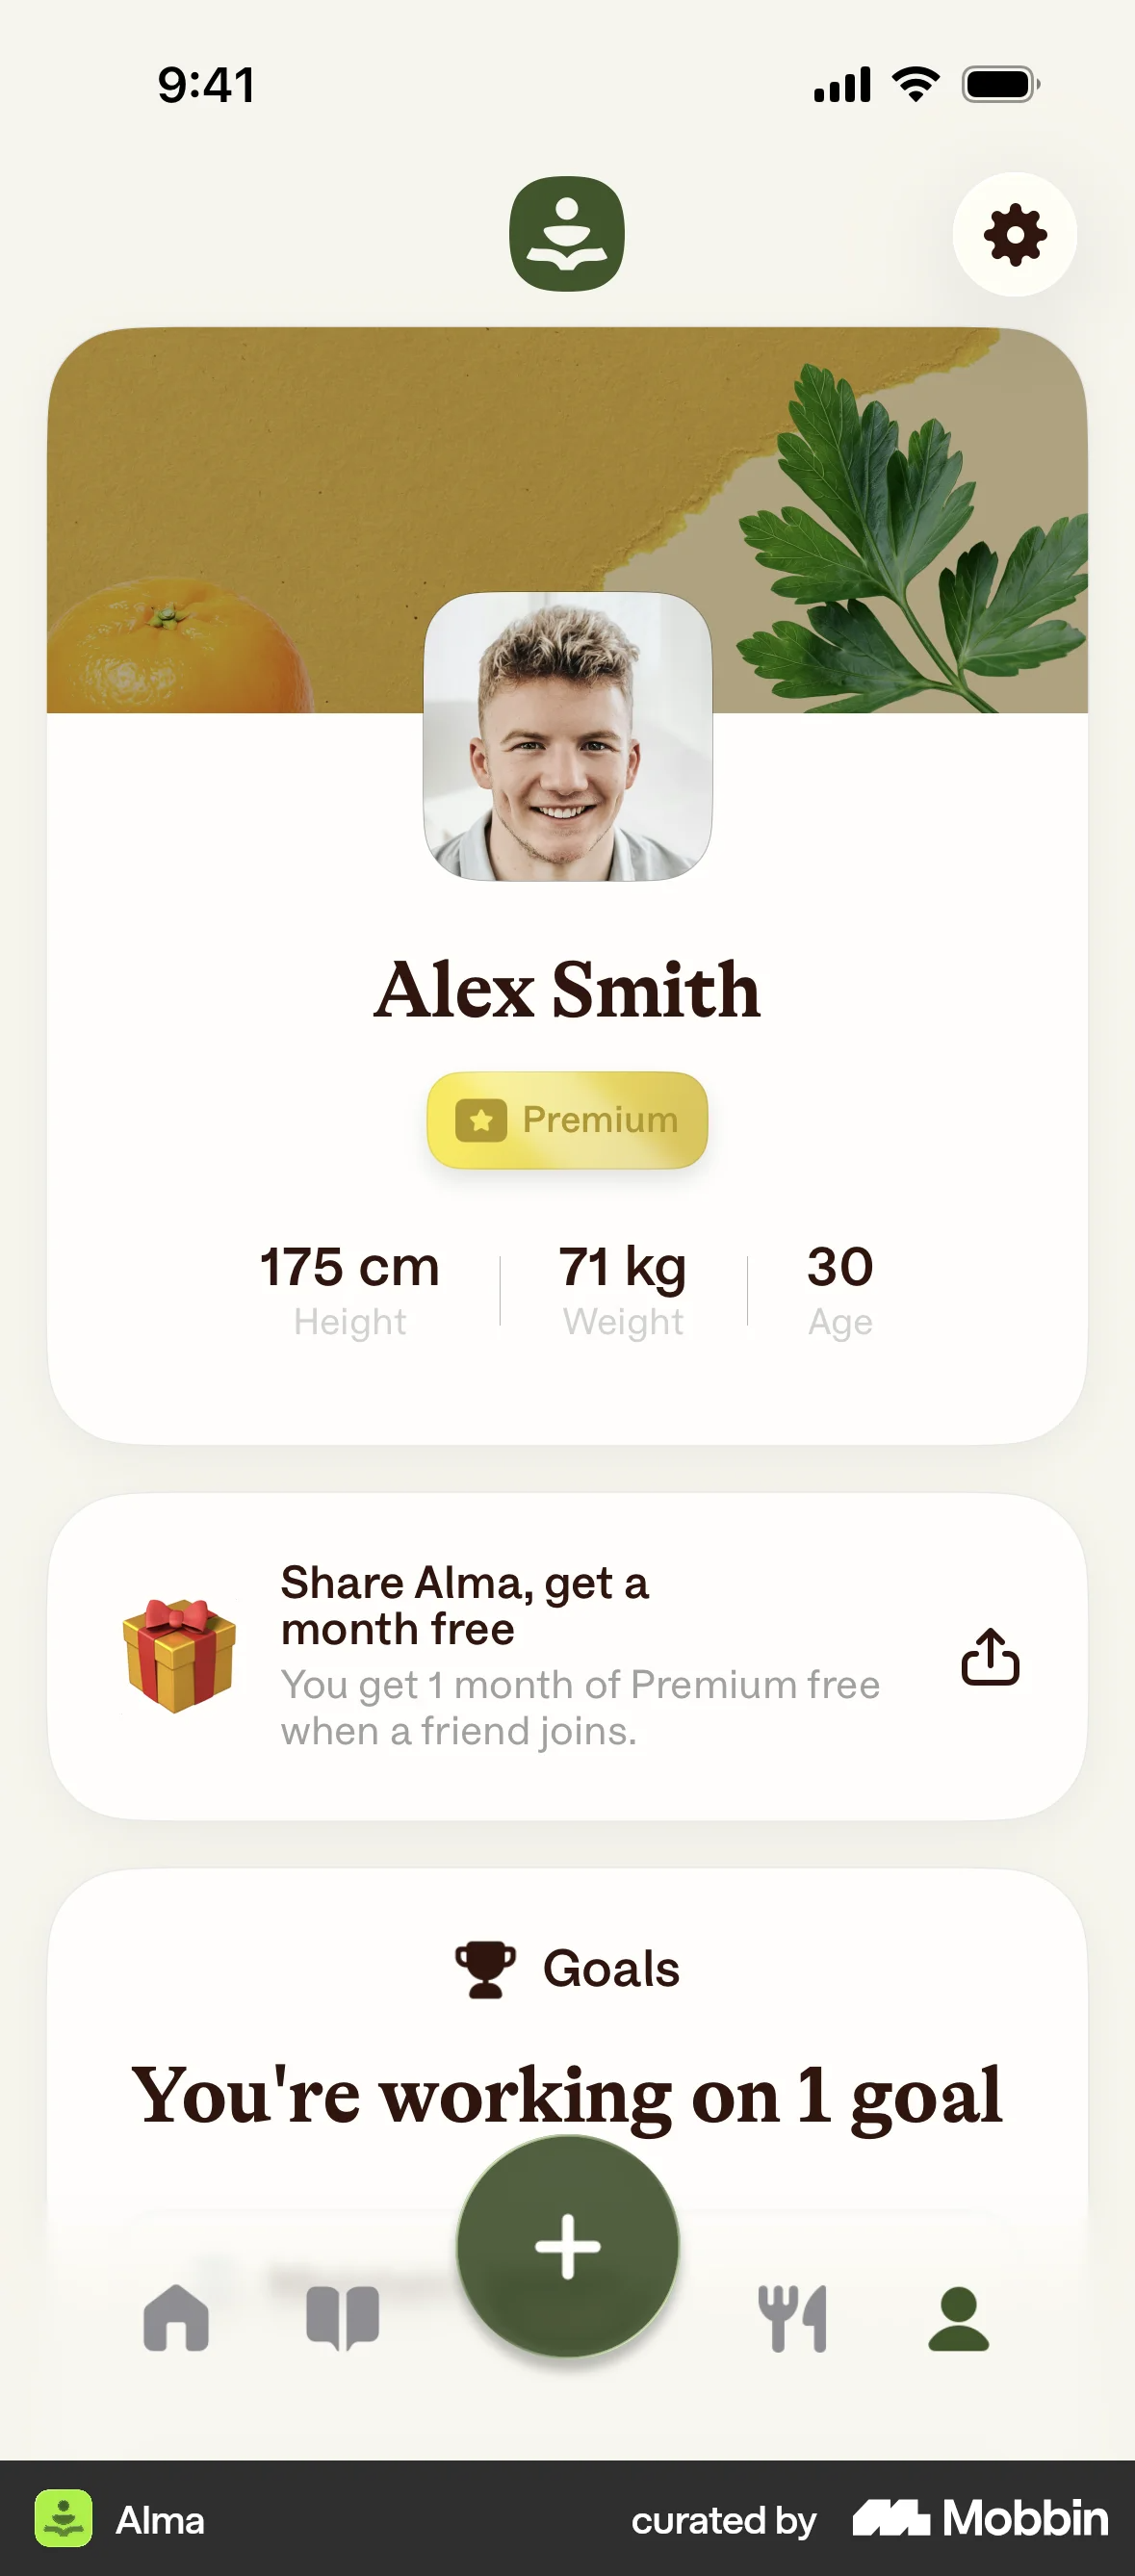 9:41
Alex Smith
Premium
175 cm
Height
71 kg
Weight
30
Age
Share Alma, get a
month free
You get 1 month of Premium free
when a friend joins.
Goals
You're working on 1 goal
Alma
curated by
Mobbin